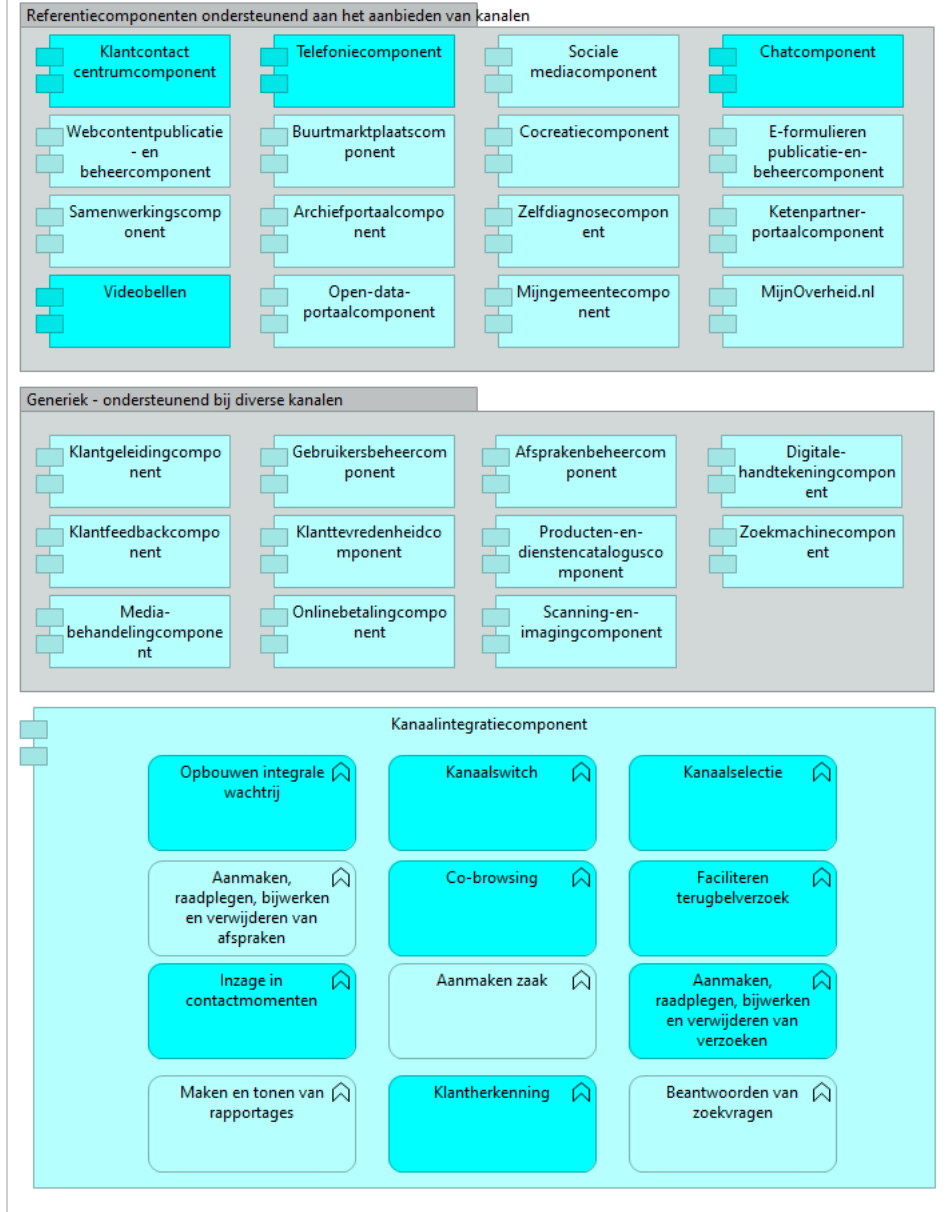 Referentiecomponenten ondersteunend aan het aanbieden van kanalen
Klantcontact
centrumcomponent
Telefoniecomponent
Sociale
mediacomponent
Chatcomponent
Webcontentpublicatie
- en
beheercomponent
Buurtmarktplaatscom
ponent
Cocreatiecomponent
E-formulieren
publicatie-en-
beheercomponent
Samenwerkingscomp
onent
Archiefportaalcompo
nent
Zelfdiagnosecompon
ent
Ketenpartner-
portaalcomponent
Videobellen
Open-data-
portaalcomponent
Mijngemeentecompo
nent
MijnOverheid.nl
Generiek - ondersteunend bij diverse kanalen
Klantgeleidingcompo
nent
Gebruikersbeheercom
ponent
Afsprakenbeheercom
ponent
Digitale-
handtekeningcompon
ent
Klantfeedbackcompo
nent
Klanttevredenheidco
mponent
Producten-en-
dienstencatalogusco
mponent
Zoekmachinecompon
ent
Media-
behandelingcompone
nt
Onlinebetalingcompo
nent
Scanning-en-
imagingcomponent
Kanaalintegratiecomponent
Opbouwen integrale
wachtrij
Kanaalswitch
Kanaalselectie
Aanmaken,
raadplegen, bijwerken
en verwijderen van
afspraken
Co-browsing
Faciliteren
terugbelverzoek
Inzage in
contactmomenten
Aanmaken zaak
Aanmaken,
raadplegen, bijwerken
en verwijderen van
verzoeken
Maken en tonen van
rapportages
Klantherkenning
Beantwoorden van
zoekvragen